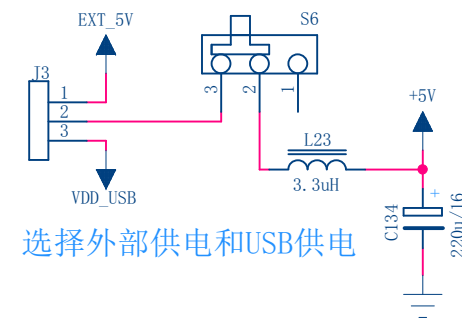 EXT_5V
S6
J3
1
2
3
3
2
1
+5V
L23
3.3uH
VDD_USB
+
C134
220u/16
选择外部供电和USB供电